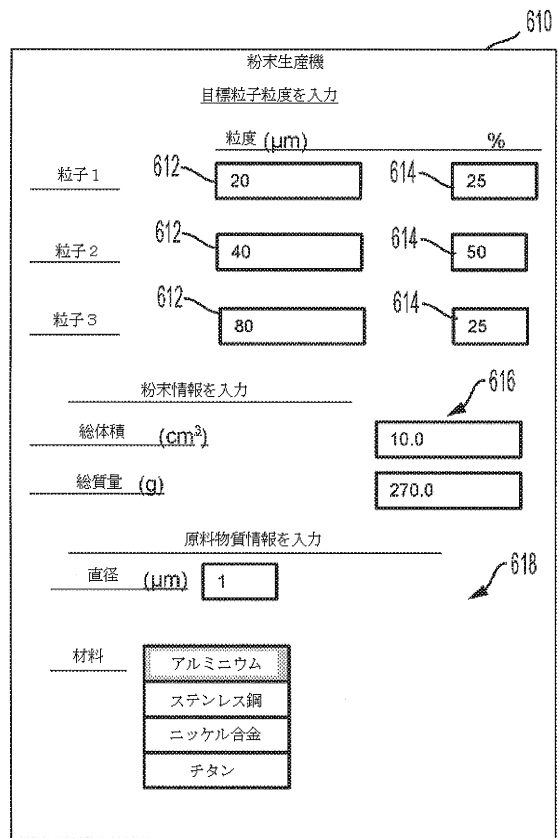 610
粉末生産機
目標粒子粒度を入力
粒度 (μm) %
粒子1 612 20 614 25
粒子2 612 40 614 50
粒子3 612 80 614 25
粉末情報を入力
616
総体積 (cm³) 10.0
総質量 (g) 270.0
原料物質情報を入力
618
直径 (μm) 1
材料 アルミニウム
ステンレス鋼
ニッケル合金
チタン